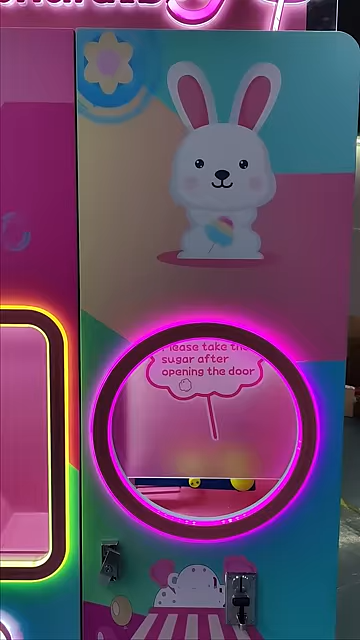 Please take the
sugar after
opening the door